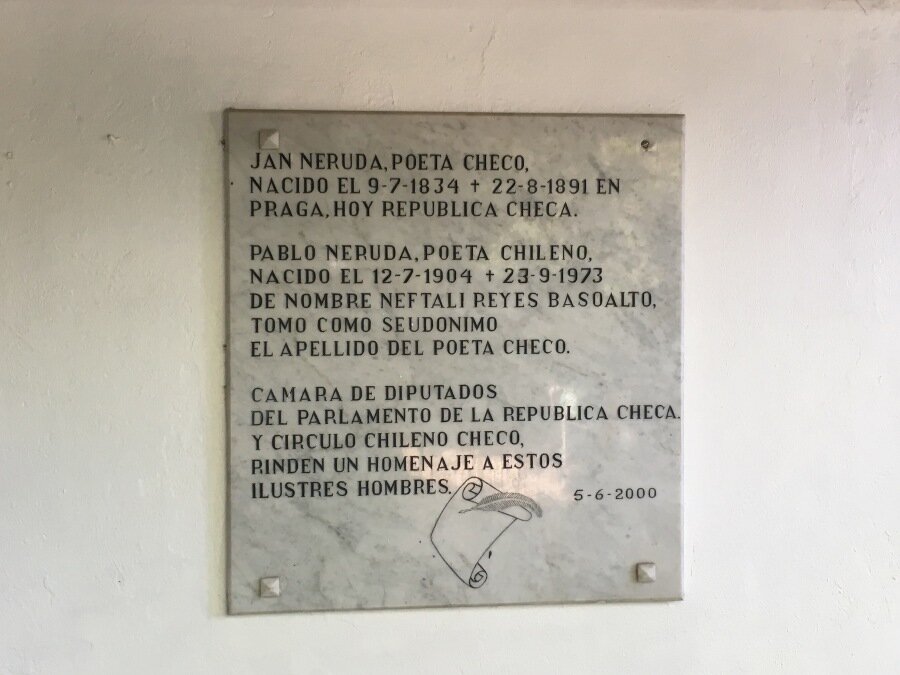 JAN NERUDA, POETA CHECO,
NACIDO EL 9-7-1834 + 22-8-1891 EN
PRAGA, HOY REPUBLICA CHECA.
PABLO NERUDA, POETA CHILENO,
NACIDO EL 12-7-1904 + 23-9-1973
DE NOMBRE NEFTALI REYES BASOALTO,
TOMO COMO SEUDONIMO
EL APELLIDO DEL POETA CHECO.
CAMARA DE DIPUTADOS
DEL PARLAMENTO DE LA REPUBLICA CHECA.
Y CIRCULO CHILENO CHECO,
RINDEN UN HOMENAJE A ESTOS
ILUSTRES HOMBRES. 5-6-2000